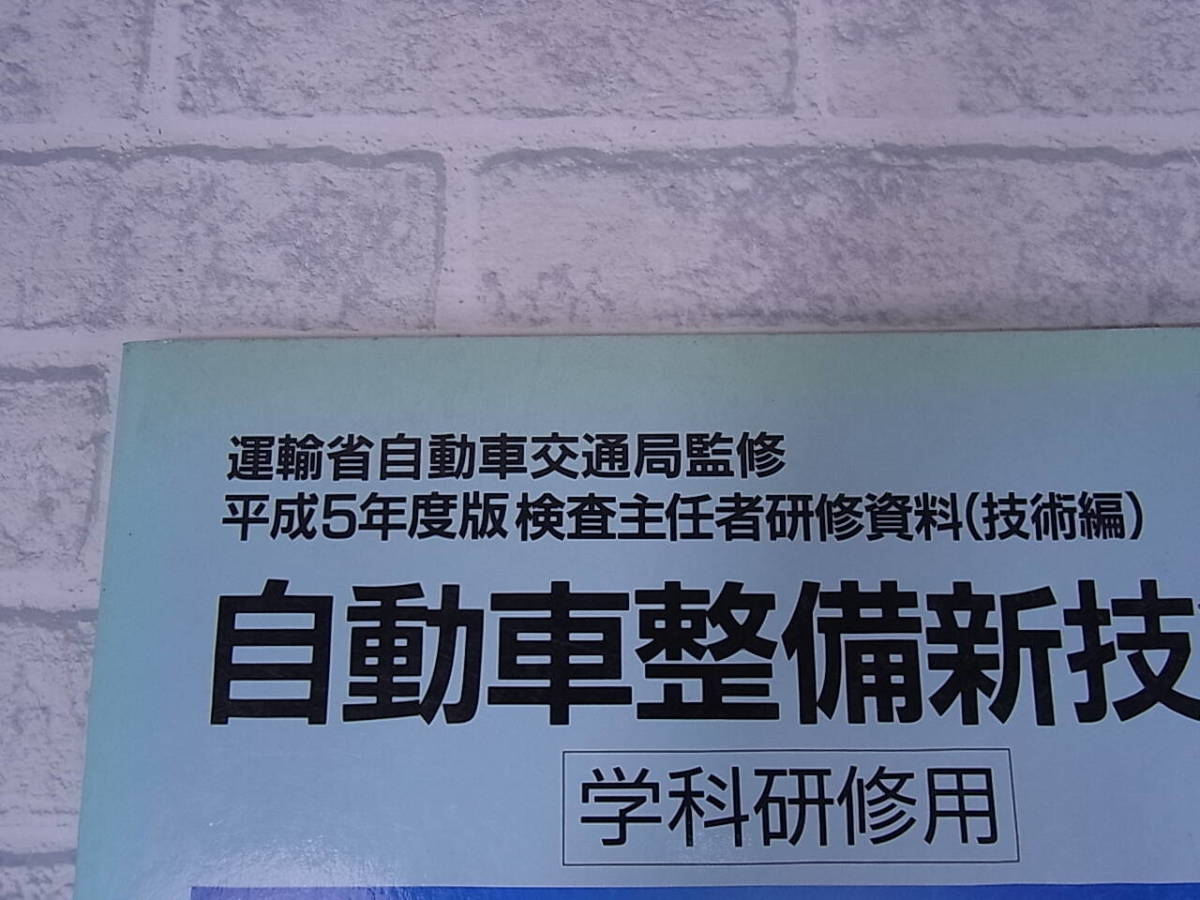 運輸省自動車交通局監修
平成5年度版 検査主任者研修資料(技術編)
自動車整備新技
学科研修用